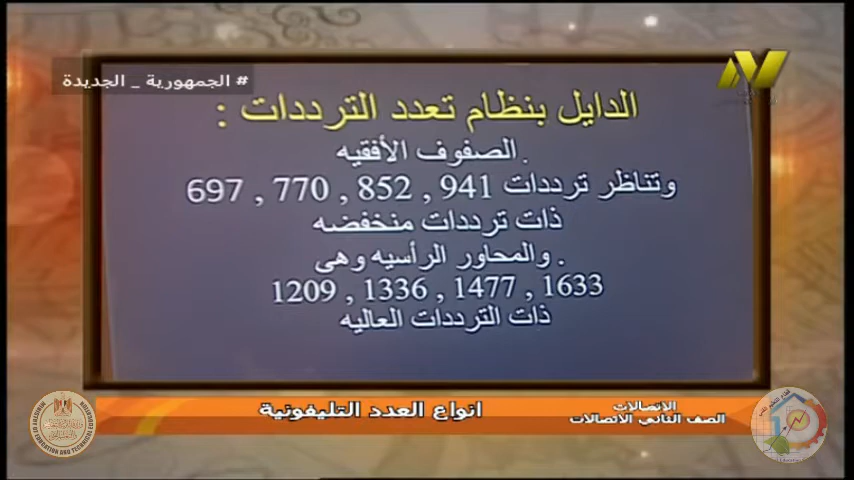 # الجمهورية _ الجديدة
الدايل بنظام تعدد الترددات :
.الصفوف الأفقيه
وتناظر ترددات 941 , 852 , 770 , 697
ذات ترددات منخفضه
. والمحاور الرأسيه وهى
1633 , 1477 , 1336 , 1209
ذات الترددات العاليه
الإتصالات
الصف الثاني الاتصالات
انواع العدد التليفونية